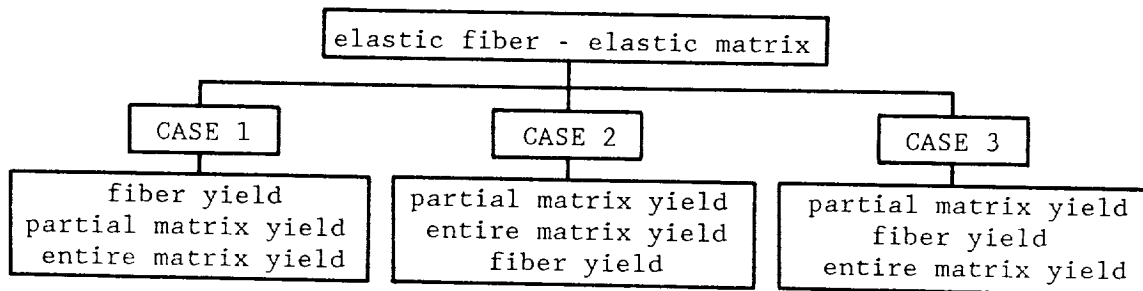 elastic fiber - elastic matrix
CASE 1
CASE 2
CASE 3
fiber yield
partial matrix yield
entire matrix yield
partial matrix yield
entire matrix yield
fiber yield
partial matrix yield
fiber yield
entire matrix yield